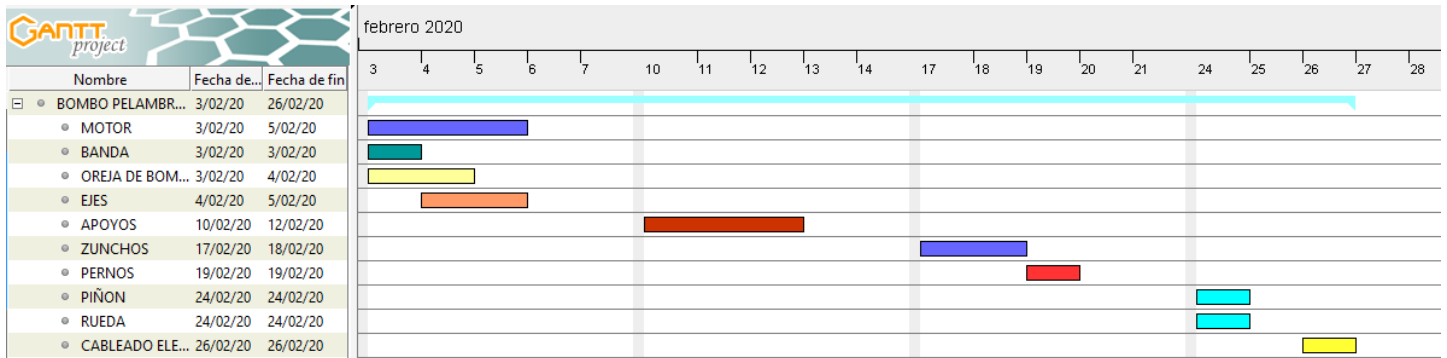 GANTT
project
febrero 2020
Nombre Fecha de... Fecha de fin
3 4 5 6 7 10 11 12 13 14 17 18 19 20 21 24 25 26 27 28
BOMBO PELAMBR... 3/02/20 26/02/20
MOTOR 3/02/20 5/02/20
BANDA 3/02/20 3/02/20
OREJA DE BOM... 3/02/20 4/02/20
EJES 4/02/20 5/02/20
APOYOS 10/02/20 12/02/20
ZUNCHOS 17/02/20 18/02/20
PERNOS 19/02/20 19/02/20
PIÑON 24/02/20 24/02/20
RUEDA 24/02/20 24/02/20
CABLEADO ELE... 26/02/20 26/02/20